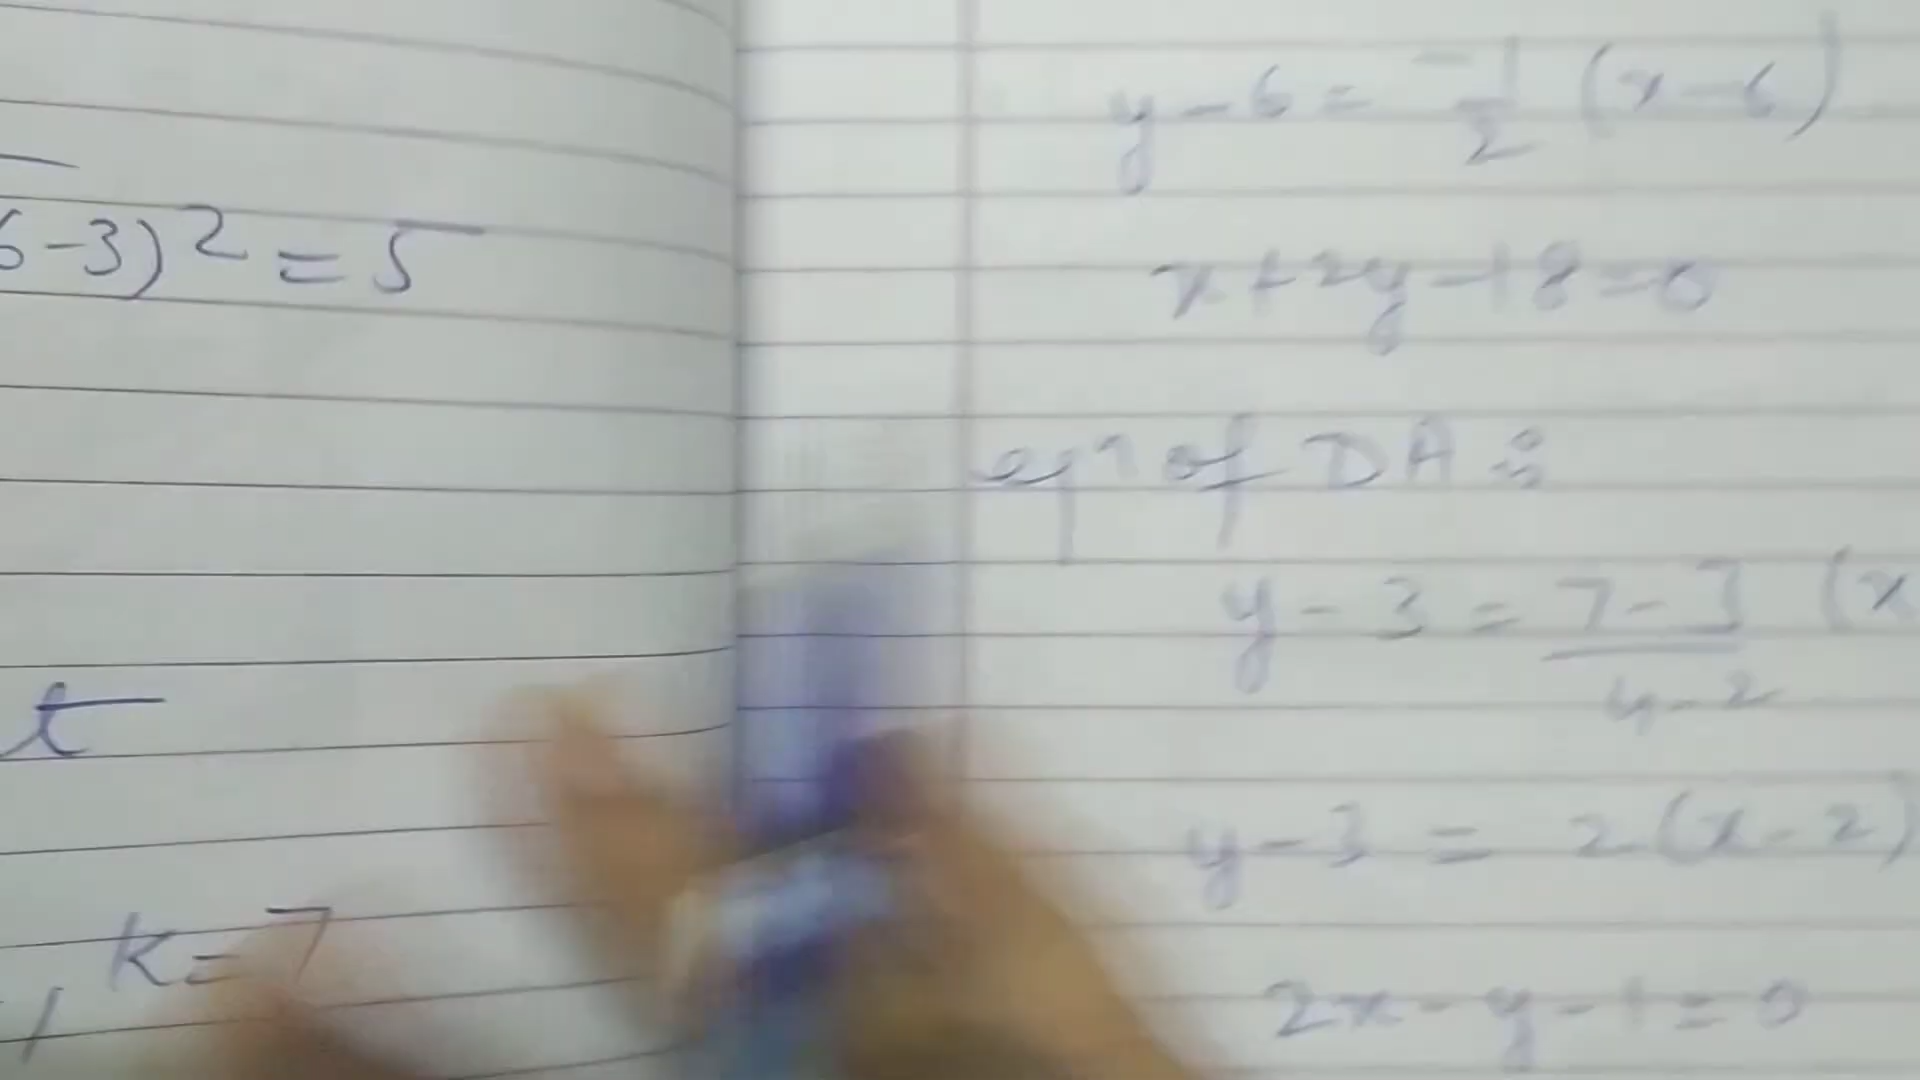 6-3)² = 5
t
, k=7
y-6 = -1/2 (x-6)
x+2y-18=0
eqn of DA is
y-3 = 7-3/4-2 (x
y-3 = 2(x-2)
2x-y-1=0